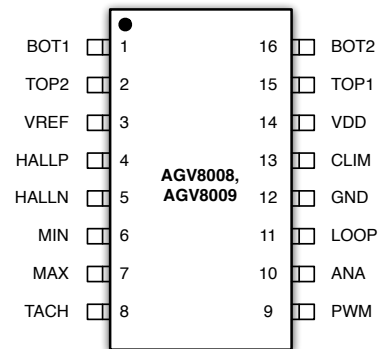 BOT1 1 16 BOT2
TOP2 2 15 TOP1
VREF 3 14 VDD
HALLP 4 13 CLIM
AGV8008,
AGV8009
HALLN 5 12 GND
MIN 6 11 LOOP
MAX 7 10 ANA
TACH 8 9 PWM